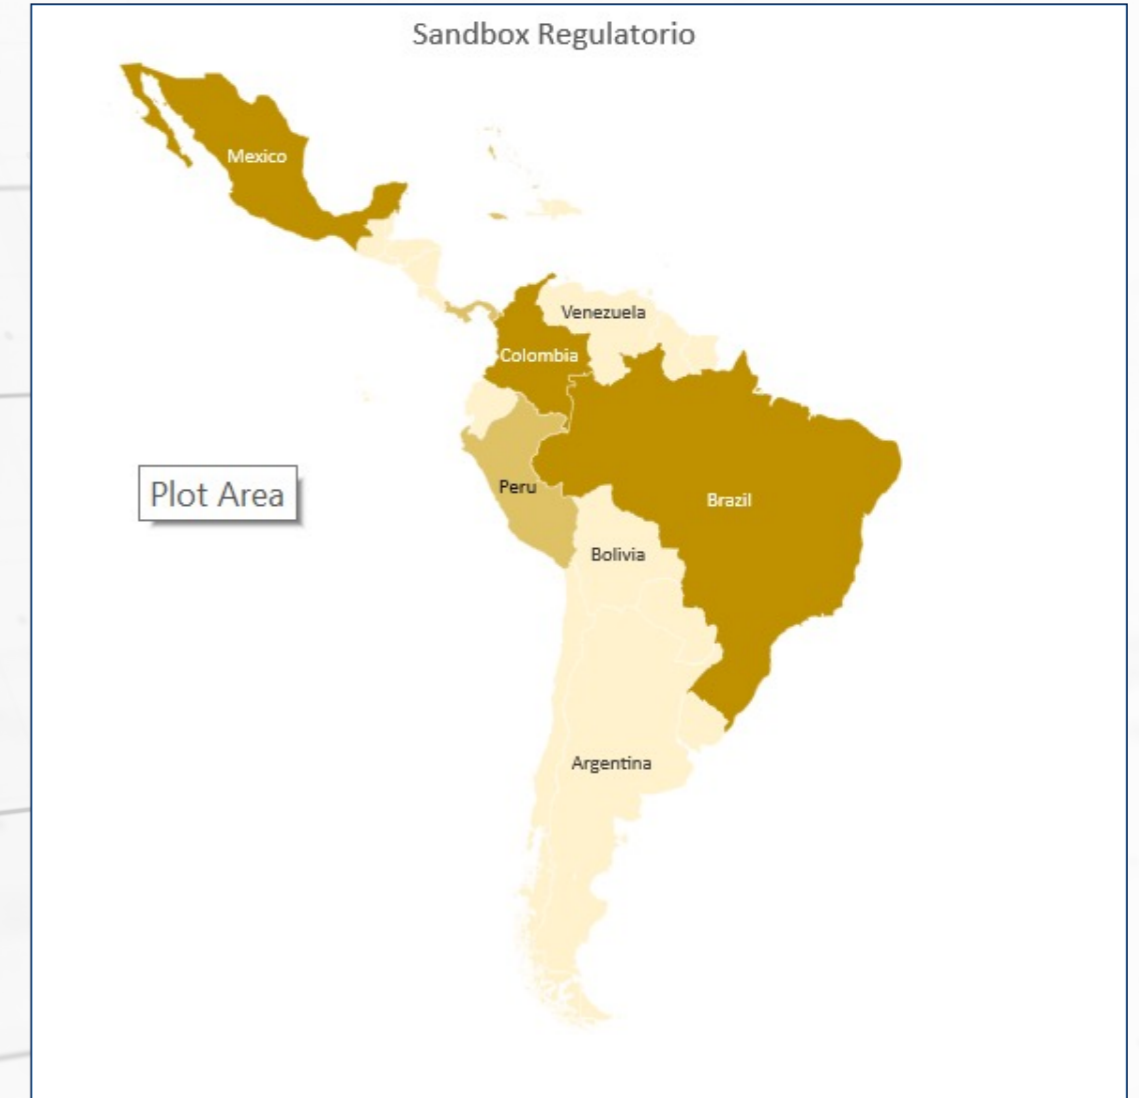 Sandbox Regulatorio
Mexico
Venezuela
Colombia
Peru
Plot Area
Brazil
Bolivia
Argentina